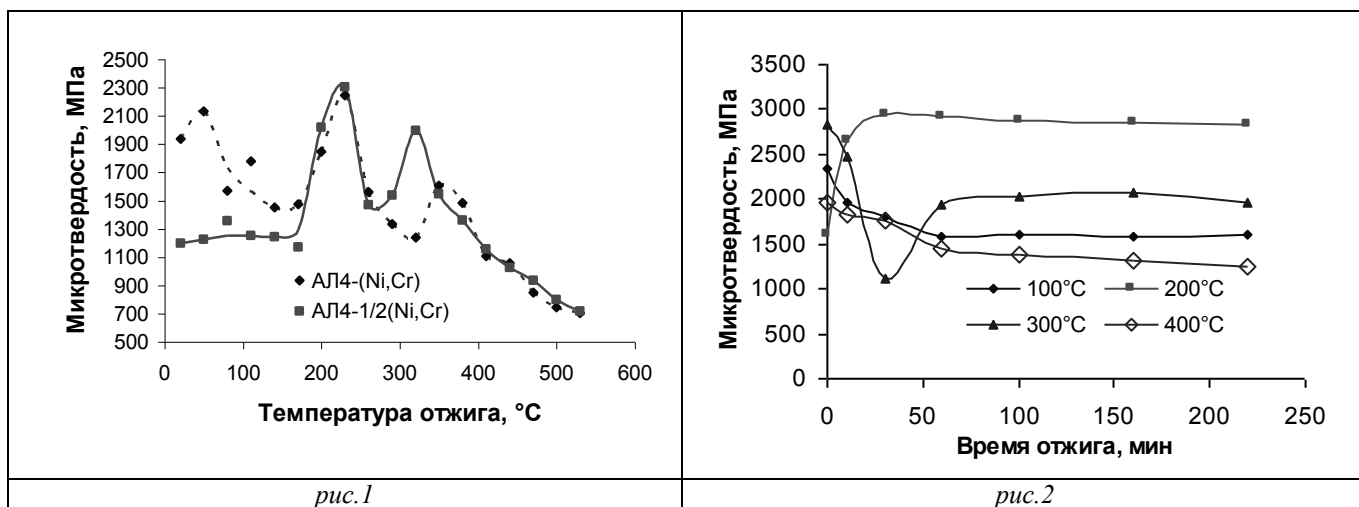 2500
2300
2100
1900
1700
1500
1300
1100
900
700
500
Микротвердость, МПа
АЛ4-(Ni,Cr)
АЛ4-1/2(Ni,Cr)
0 100 200 300 400 500 600
Температура отжига, °С
рис.1
3500
3000
2500
2000
1500
1000
500
0
Микротвердость, МПа
100°C 200°C
300°C 400°C
0 50 100 150 200 250
Время отжига, мин
рис.2